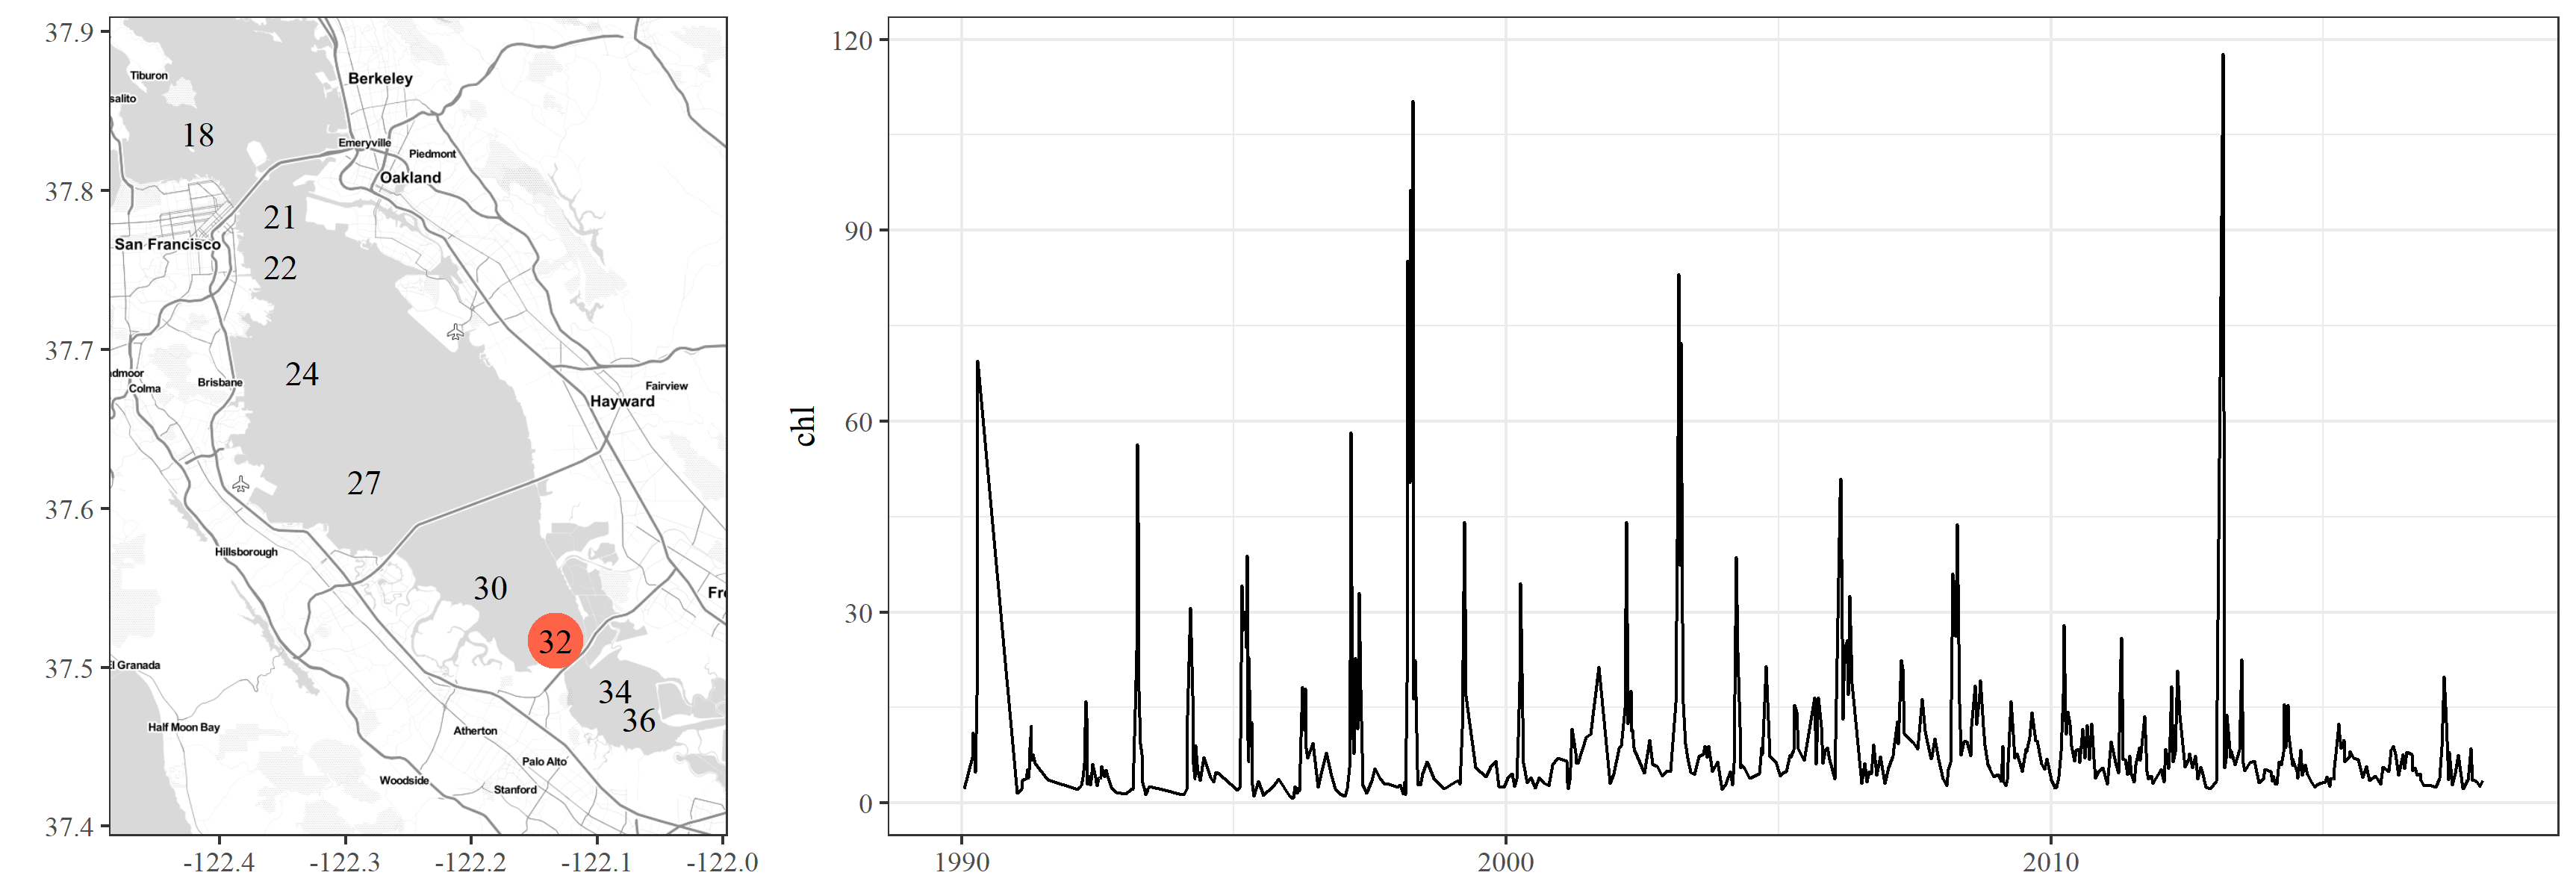 37.9
37.8
37.7
37.6
37.5
37.4
-122.4 -122.3 -122.2 -122.1 -122.0
Tiburon
salito
Berkeley
18
Emeryville
Piedmont
Oakland
21
San Francisco
22
24
dmoor
Colma
Brisbane
Fairview
Hayward
27
Hillsborough
30
Fre
32
l Granada
34
36
Half Moon Bay
Atherton
Palo Alto
Woodside
Stanford
chl
120
90
60
30
0
1990 2000 2010